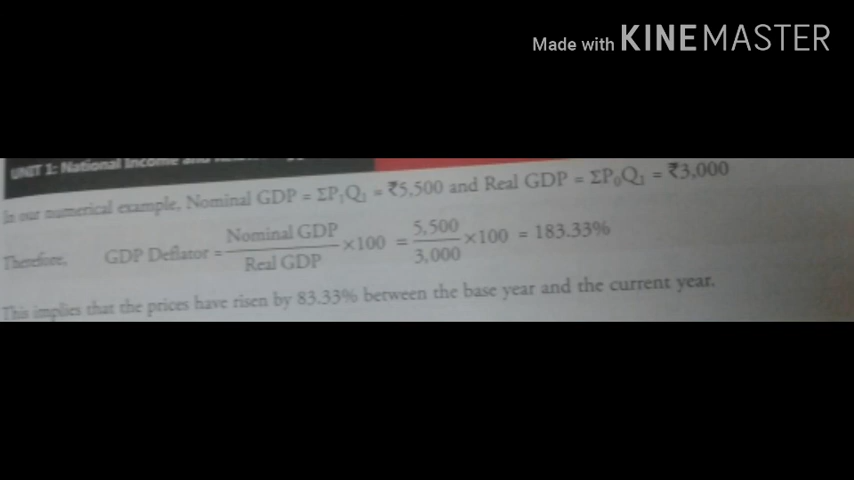 Made with KINEMASTER
UNIT 1: National Income and
In our numerical example, Nominal GDP = ΣP₁Q₁ = ₹5,500 and Real GDP = ΣP₀Q₁ = ₹3,000
Therefore, GDP Deflator = Nominal GDP / Real GDP ×100 = 5,500 / 3,000 ×100 = 183.33%
This implies that the prices have risen by 83.33% between the base year and the current year.